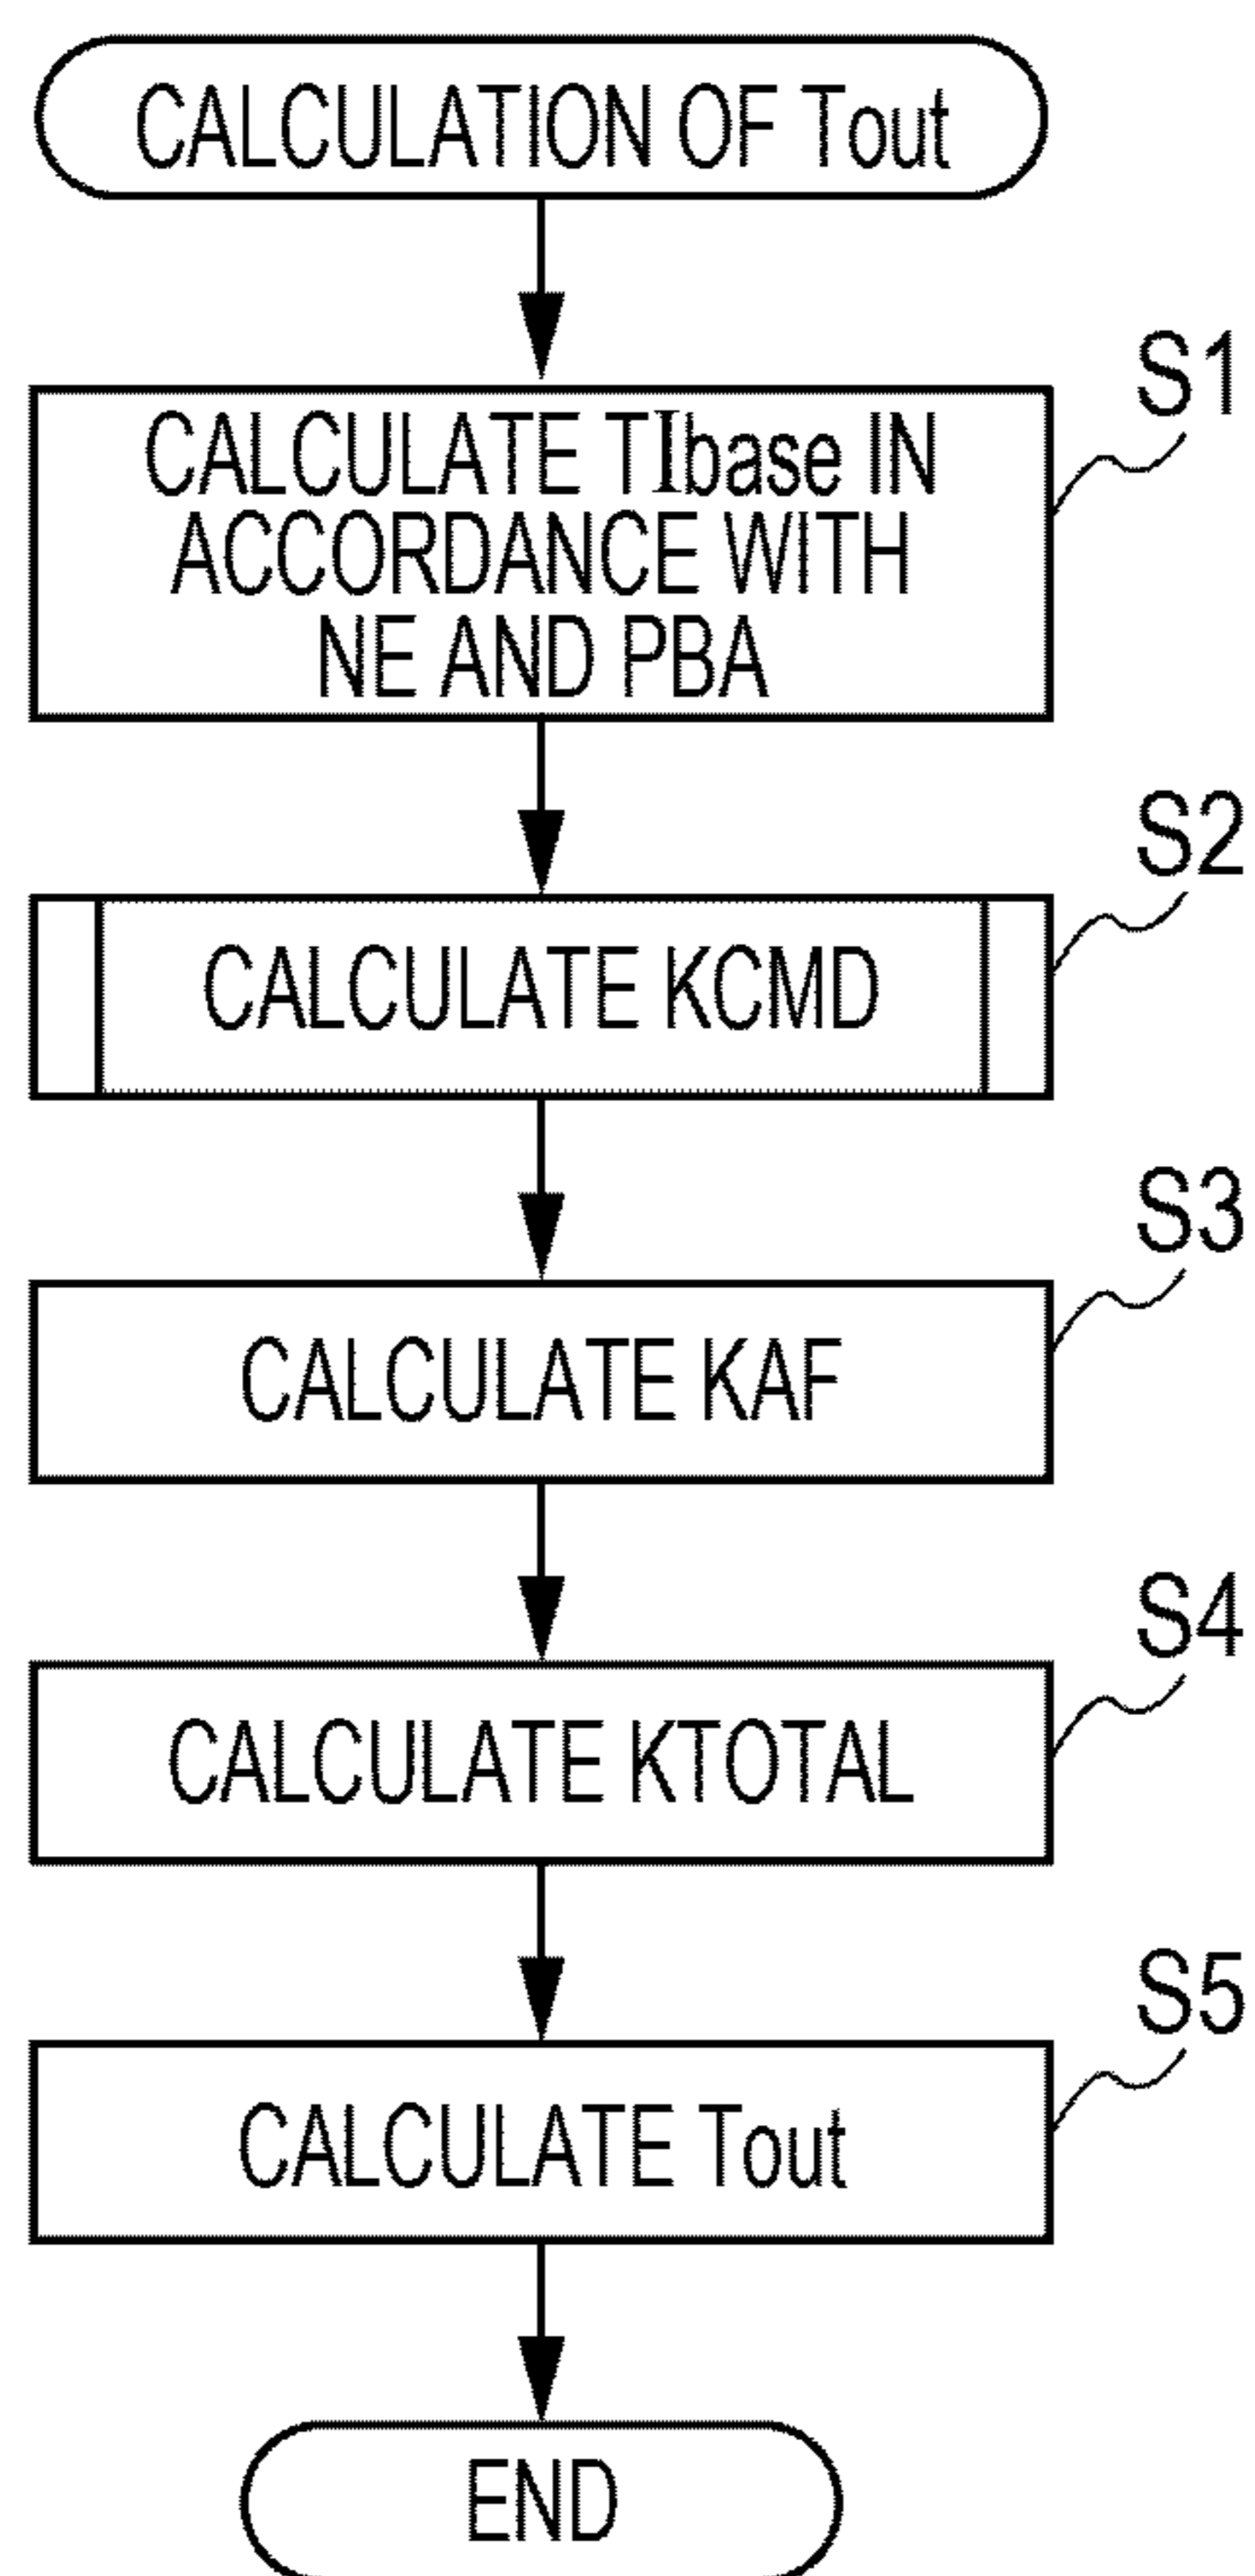 CALCULATION OF Tout
S1
CALCULATE TIbase IN
ACCORDANCE WITH
NE AND PBA
S2
CALCULATE KCMD
S3
CALCULATE KAF
S4
CALCULATE KTOTAL
S5
CALCULATE Tout
END